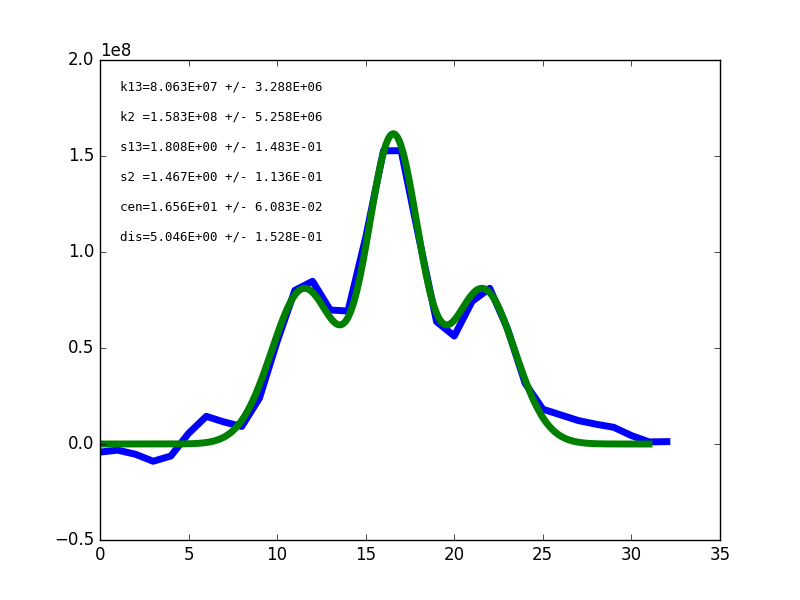 1e8
2.0
k13=8.063E+07 +/- 3.288E+06
k2 =1.583E+08 +/- 5.258E+06
1.5
s13=1.808E+00 +/- 1.483E-01
s2 =1.467E+00 +/- 1.136E-01
cen=1.656E+01 +/- 6.083E-02
dis=5.046E+00 +/- 1.528E-01
1.0
0.5
0.0
−0.5
0 5 10 15 20 25 30 35